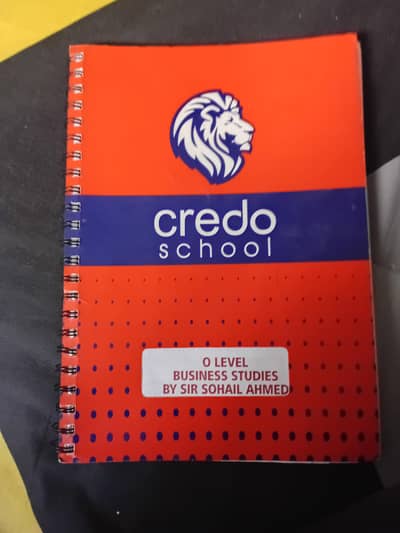 credo
school
O LEVEL
BUSINESS STUDIES
BY SIR SOHAIL AHMED